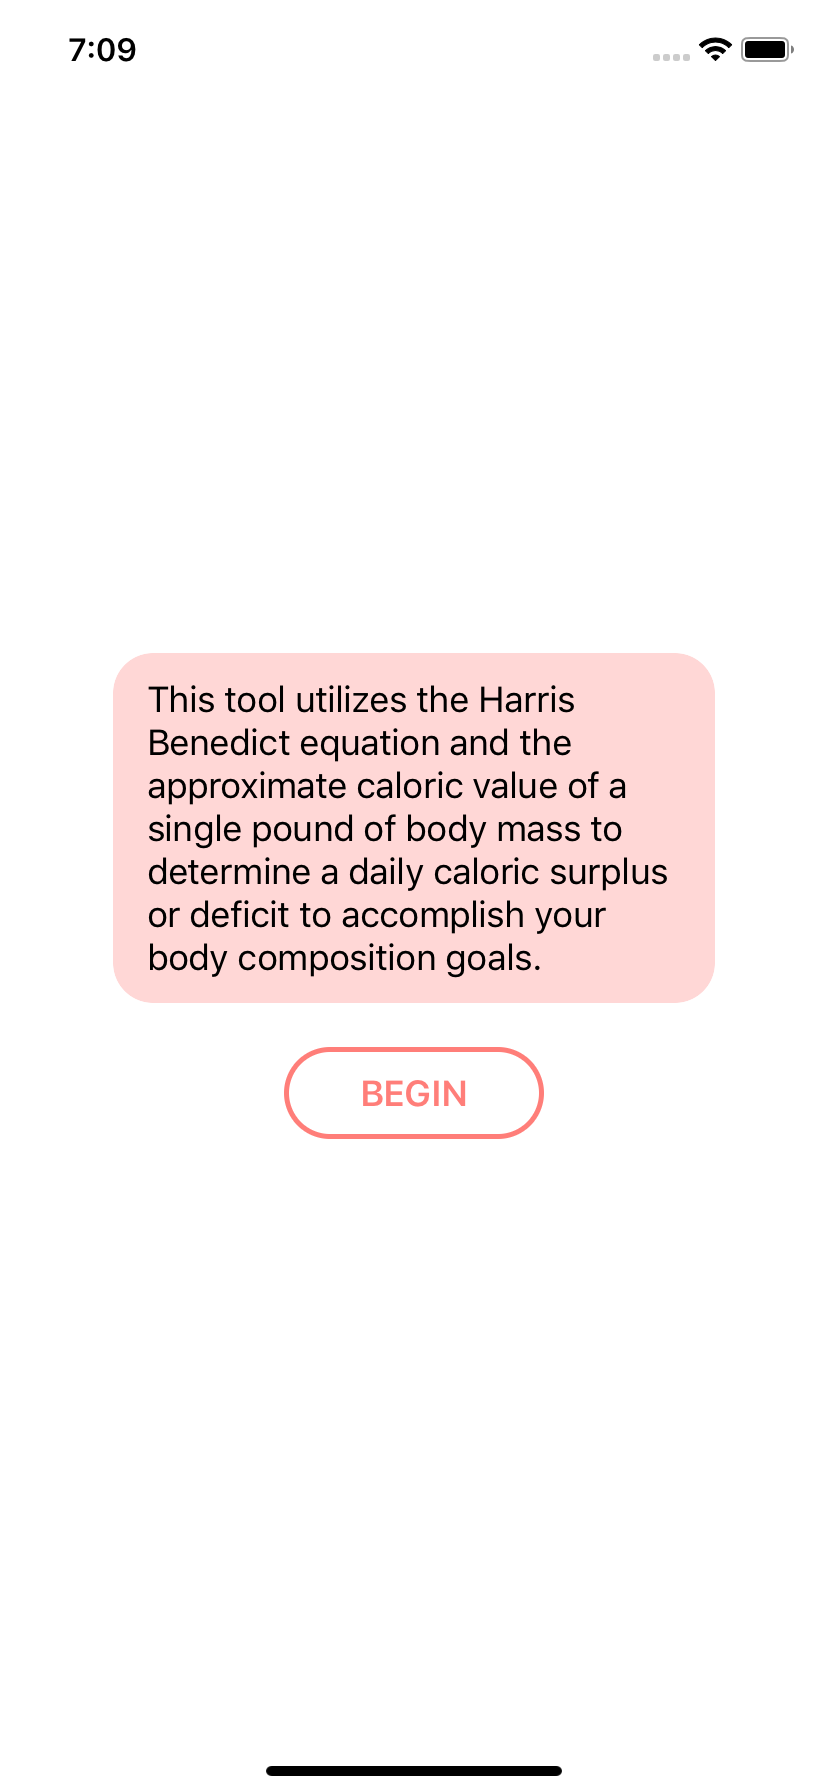 7:09
This tool utilizes the Harris
Benedict equation and the
approximate caloric value of a
single pound of body mass to
determine a daily caloric surplus
or deficit to accomplish your
body composition goals.
BEGIN